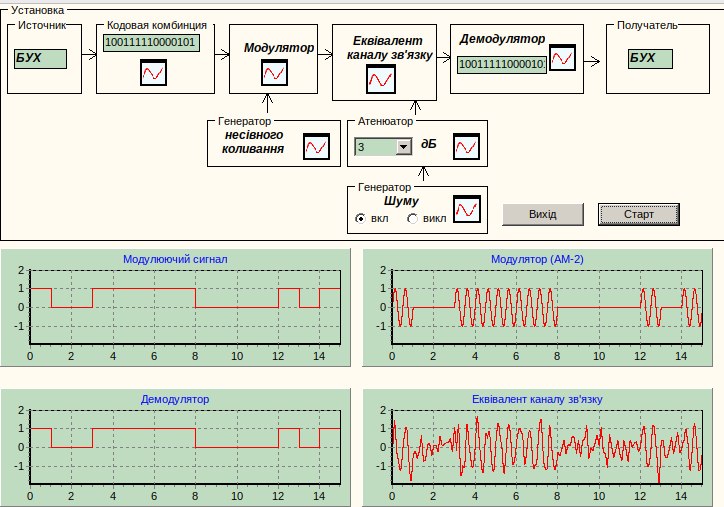 Установка
Источник
Кодовая комбинция
БУХ
100111110000101
Модулятор
Еквівалент
каналу зв'язку
Демодулятор
10011111000010:
Получатель
БУХ
Генератор
несівного
коливання
Атенюатор
3
дБ
Генератор
Шуму
вкл
викл
Вихід
Старт
Модулюючий сигнал
2
1
0
-1
0 2 4 6 8 10 12 14
Модулятор (АМ-2)
2
1
0
-1
0 2 4 6 8 10 12 14
Демодулятор
2
1
0
-1
0 2 4 6 8 10 12 14
Еквівалент каналу зв'язку
2
1
0
-1
0 2 4 6 8 10 12 14